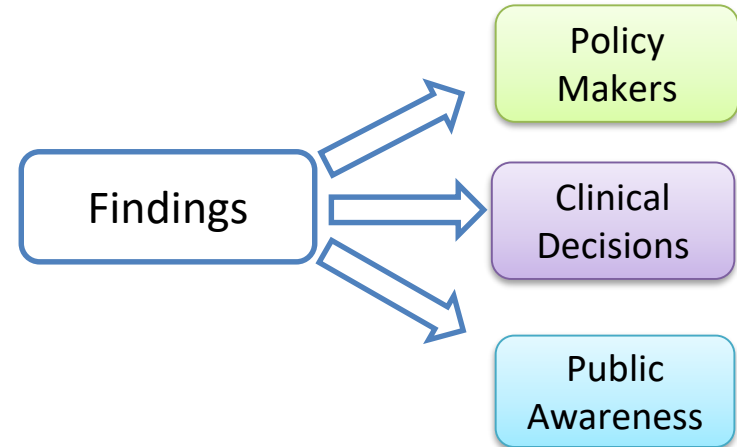 Findings
Policy
Makers
Clinical
Decisions
Public
Awareness